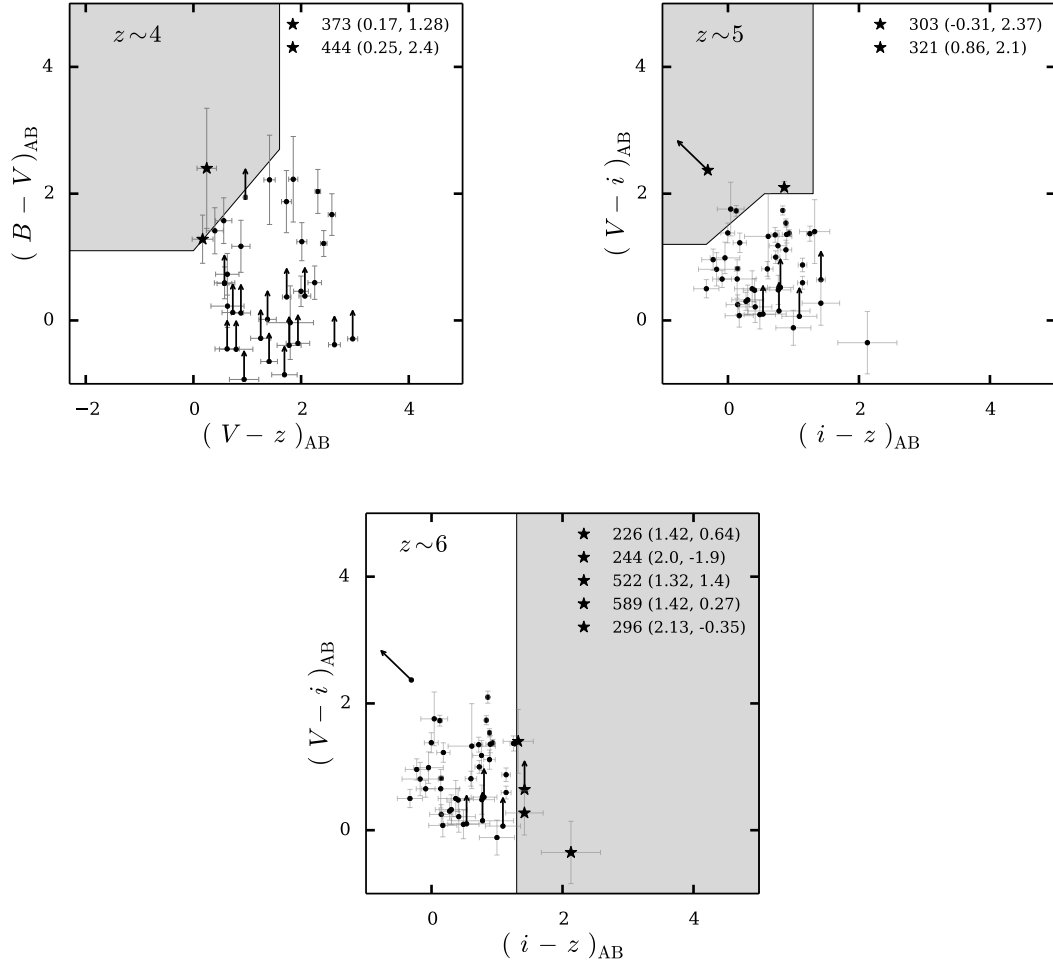 z~4
★ 373 (0.17, 1.28)
★ 444 (0.25, 2.4)
4
2
0
(B − V)AB
−2 0 2 4
(V − z)AB
z~5
★ 303 (-0.31, 2.37)
★ 321 (0.86, 2.1)
4
2
0
(V − i)AB
0 2 4
(i − z)AB
z~6
★ 226 (1.42, 0.64)
★ 244 (2.0, -1.9)
★ 522 (1.32, 1.4)
★ 589 (1.42, 0.27)
★ 296 (2.13, -0.35)
4
2
0
(V − i)AB
0 2 4
(i − z)AB